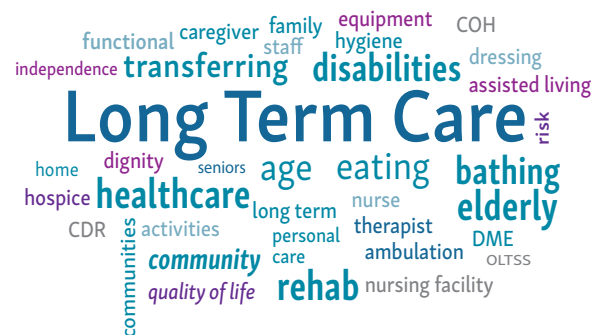 equipment
COH
caregiver
family
functional
staff
hygiene
independence
transferring
disabilities
dressing
assisted living
Long Term Care
risk
home
dignity
seniors
age
eating
bathing
hospice
healthcare
long term
nurse
elderly
CDR
activities
personal
care
therapist
ambulation
DME
OLTSS
communities
community
quality of life
rehab
nursing facility